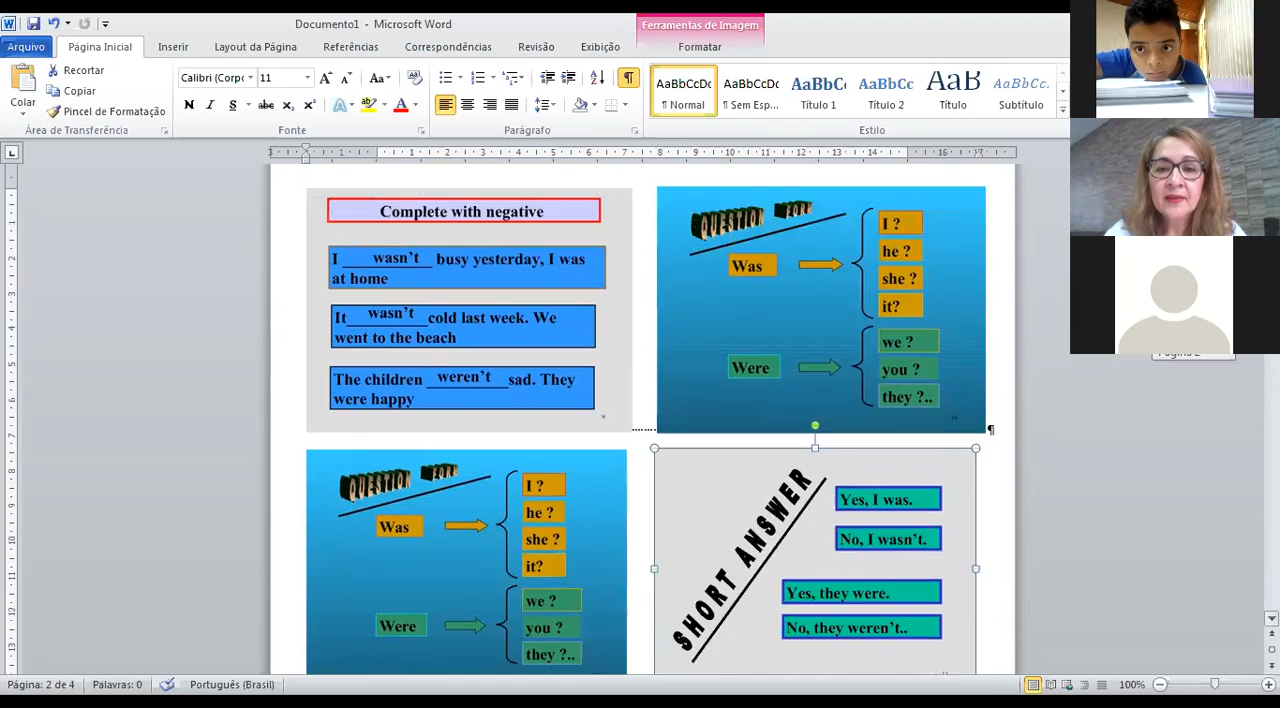 Documento1 - Microsoft Word
Ferramentas de Imagem
Arquivo
Página Inicial
Inserir
Layout da Página
Referências
Correspondências
Revisão
Exibição
Formatar
Colar
Recortar
Copiar
Pincel de Formatação
Área de Transferência
Calibri (Corpo
11
Fonte
Parágrafo
AaBbCcDc
¶ Normal
AaBbCcDc
¶ Sem Esp...
AaBbC
Título 1
AaBbCc
Título 2
AaB
Título
AaBbCc.
Subtítulo
Estilo
Complete with negative
I wasn't busy yesterday, I was
at home
It wasn't cold last week. We
went to the beach
The children weren't sad. They
were happy
QUESTION FORM
Was
I ?
he ?
she ?
it?
Were
we ?
you ?
they ?..
QUESTION FORM
Was
I ?
he ?
she ?
it?
Were
we ?
you ?
they ?..
SHORT ANSWER
Yes, I was.
No, I wasn't.
Yes, they were.
No, they weren't..
Página: 2 de 4
Palavras: 0
Português (Brasil)
100%